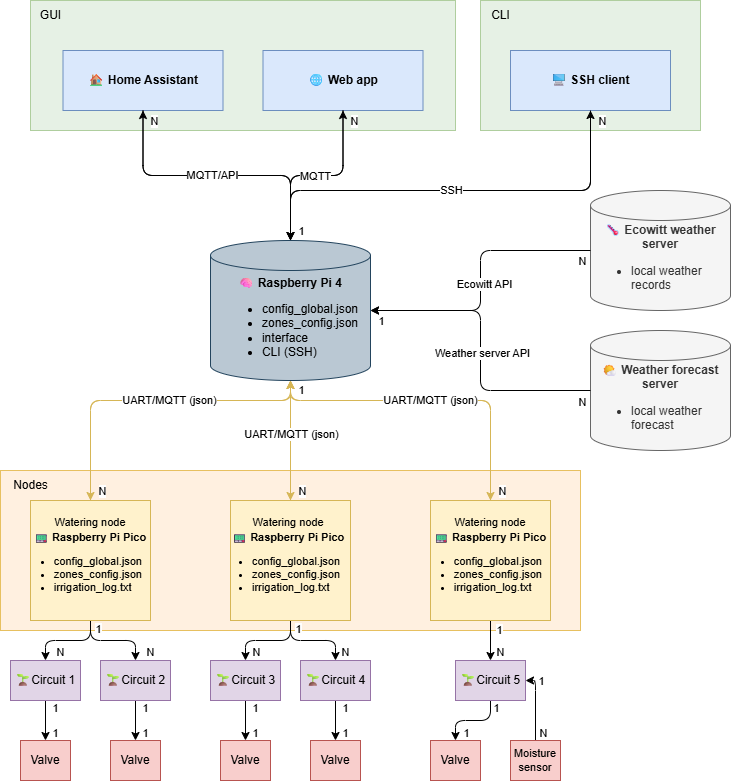 GUI
CLI
Home Assistant
Web app
SSH client
N
N
N
MQTT/API
MQTT
SSH
1
Ecowitt weather
server
• local weather
records
N
Raspberry Pi 4
• config_global.json
• zones_config.json
• interface
• CLI (SSH)
Ecowitt API
1
Weather server API
Weather forecast
server
• local weather
forecast
N
1
UART/MQTT (json)
UART/MQTT (json)
UART/MQTT (json)
Nodes
N
N
N
Watering node
Raspberry Pi Pico
• config_global.json
• zones_config.json
• irrigation_log.txt
Watering node
Raspberry Pi Pico
• config_global.json
• zones_config.json
• irrigation_log.txt
Watering node
Raspberry Pi Pico
• config_global.json
• zones_config.json
• irrigation_log.txt
1
1
1
N
N
N
N
N
Circuit 1
Circuit 2
Circuit 3
Circuit 4
Circuit 5
1
1
1
1
1
1
1
1
1
1
1
N
Valve
Valve
Valve
Valve
Valve
Moisture
sensor